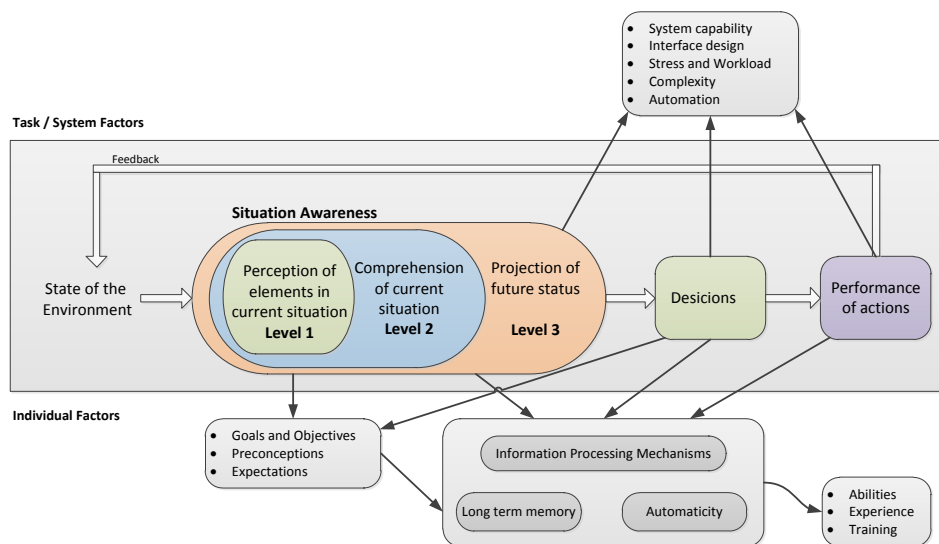 • System capability
• Interface design
• Stress and Workload
• Complexity
• Automation
Task / System Factors
Feedback
Situation Awareness
State of the
Environment
Perception of
elements in
current situation
Level 1
Comprehension
of current
situation
Level 2
Projection of
future status
Level 3
Desicions
Performance
of actions
Individual Factors
• Goals and Objectives
• Preconceptions
• Expectations
Information Processing Mechanisms
Long term memory
Automaticity
• Abilities
• Experience
• Training